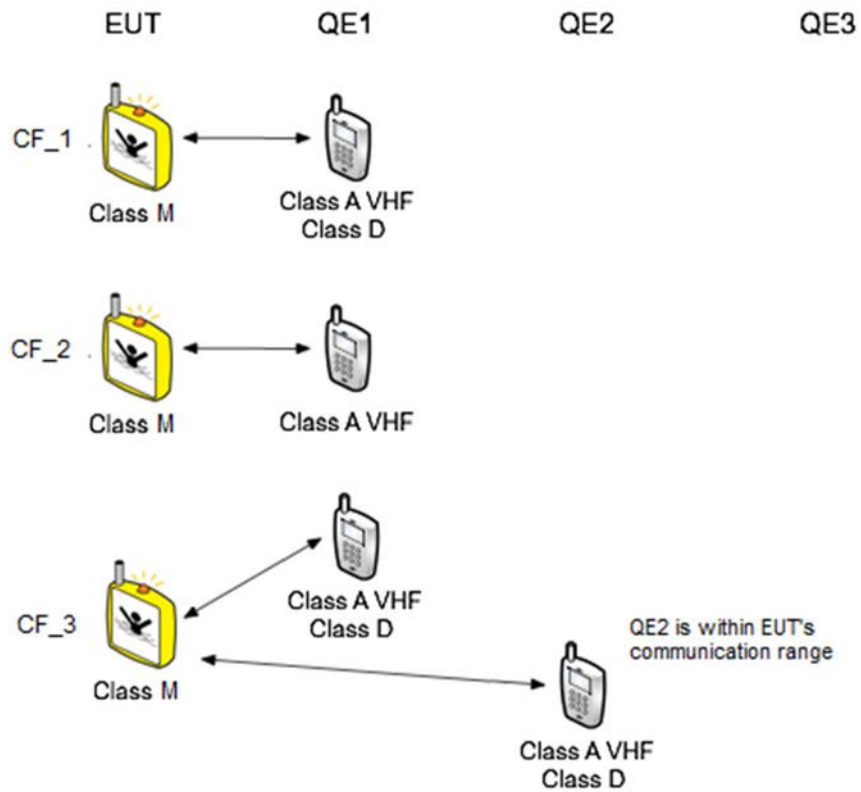 EUT QE1 QE2 QE3
CF_1
Class M
Class A VHF
Class D
CF_2
Class M
Class A VHF
CF_3
Class A VHF
Class D
Class M
QE2 is within EUT's
communication range
Class A VHF
Class D